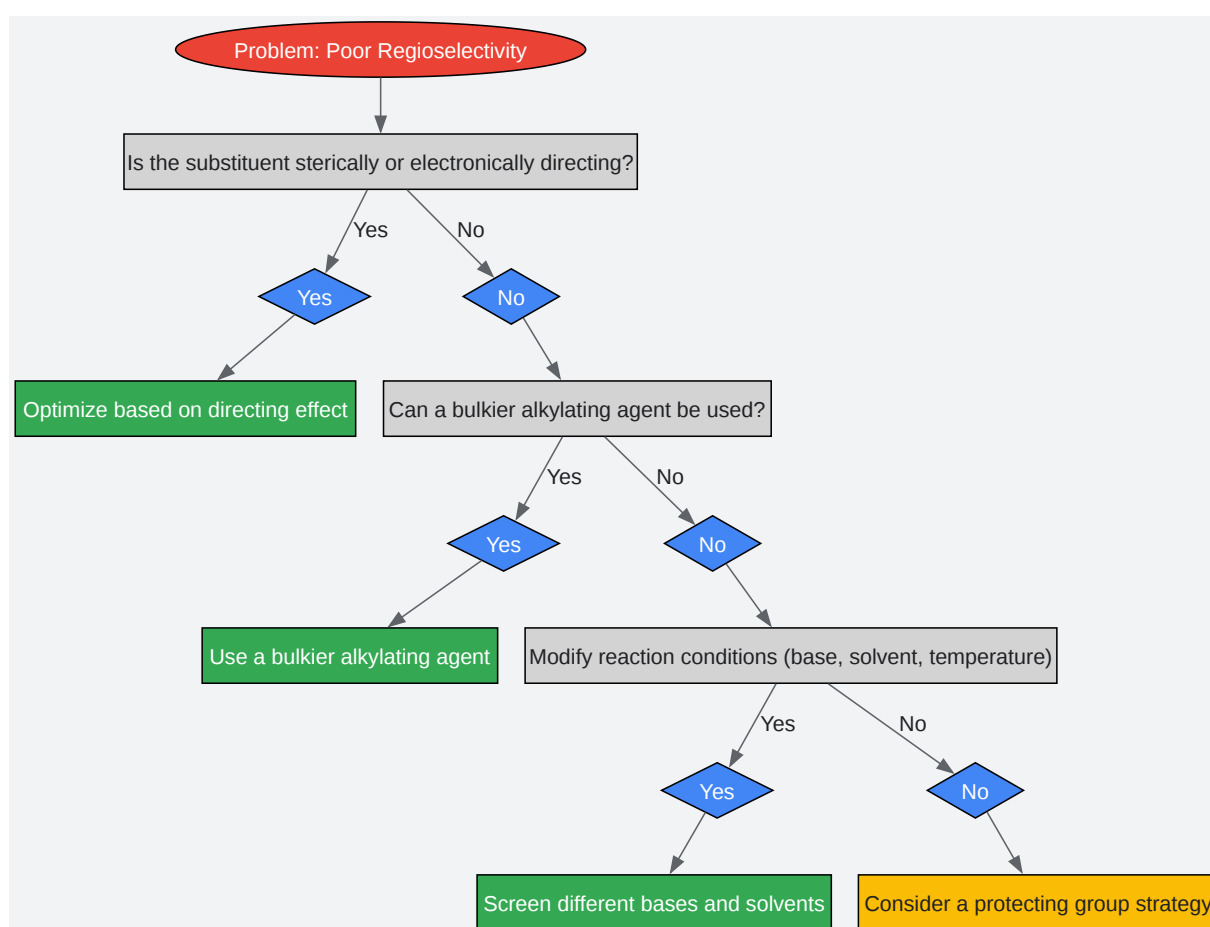 Problem: Poor Regioselectivity
Is the substituent sterically or electronically directing?
Yes
No
Yes
No
Optimize based on directing effect
Can a bulkier alkylating agent be used?
Yes
No
Yes
No
Use a bulkier alkylating agent
Modify reaction conditions (base, solvent, temperature)
Yes
No
Yes
No
Screen different bases and solvents
Consider a protecting group strategy